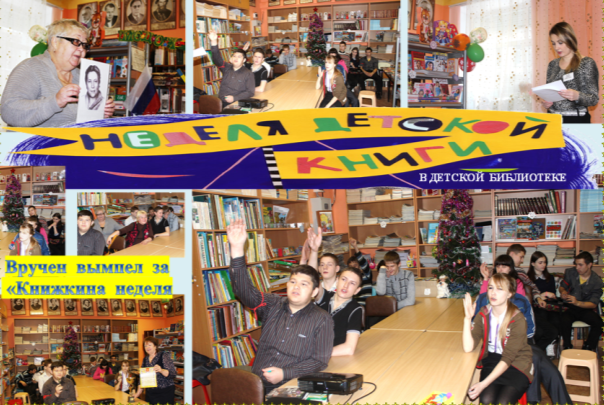 НЕДЕЛЯ ДЕТСКОЙ
КНИГИ
В ДЕТСКОЙ БИБЛИОТЕКЕ
Вручен вымпел за
«Книжкина неделя